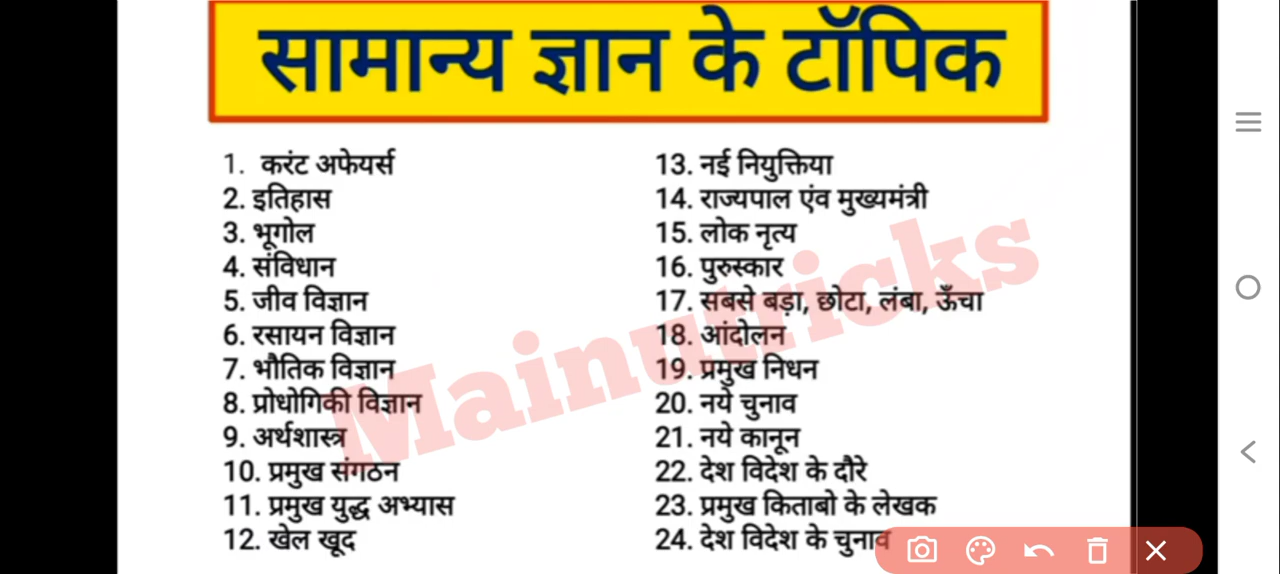 सामान्य ज्ञान के टॉपिक
1. करंट अफेयर्स
2. इतिहास
3. भूगोल
4. संविधान
5. जीव विज्ञान
6. रसायन विज्ञान
7. भौतिक विज्ञान
8. प्रोधोगिकी विज्ञान
9. अर्थशास्त्र
10. प्रमुख संगठन
11. प्रमुख युद्ध अभ्यास
12. खेल खूद
13. नई नियुक्तिया
14. राज्यपाल एंव मुख्यमंत्री
15. लोक नृत्य
16. पुरुस्कार
17. सबसे बड़ा, छोटा, लंबा, ऊँचा
18. आंदोलन
19. प्रमुख निधन
20. नये चुनाव
21. नये कानून
22. देश विदेश के दौरे
23. प्रमुख किताबो के लेखक
24. देश विदेश के चुनाव
Mainutricks